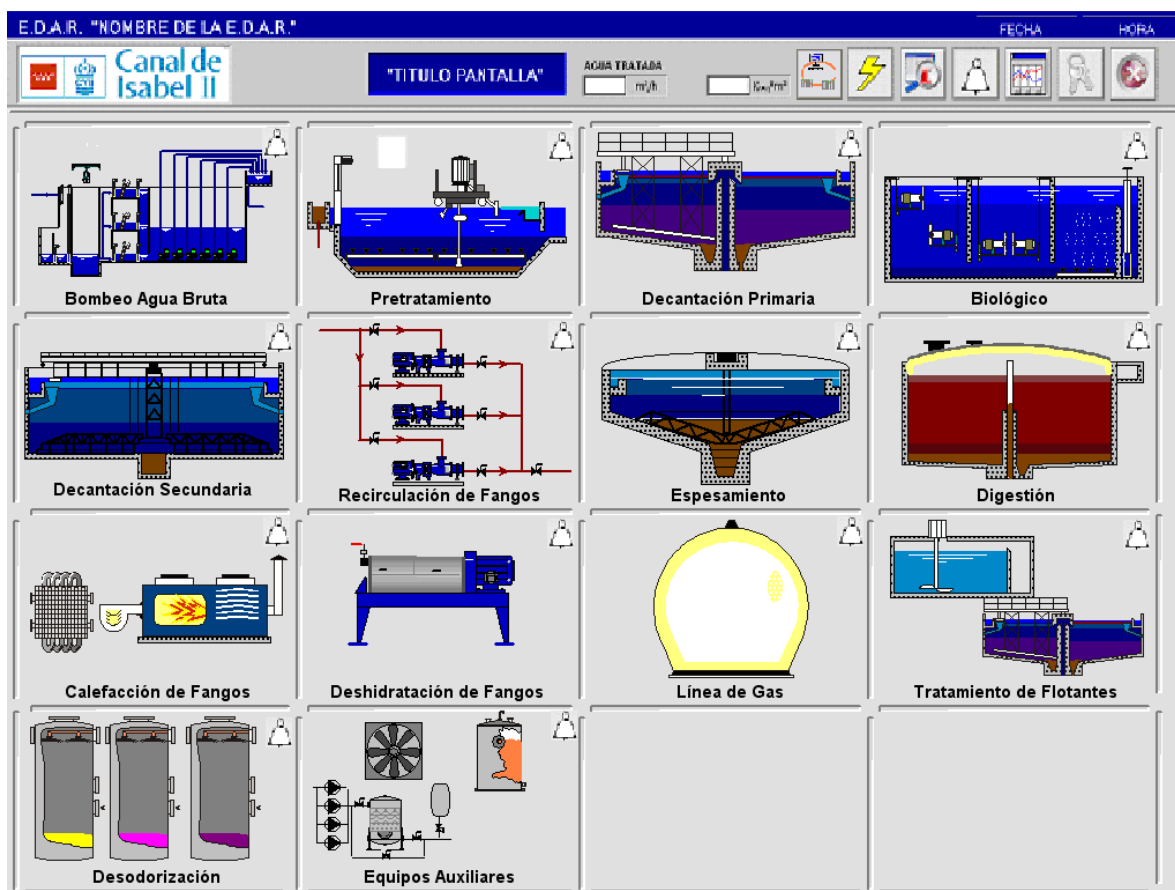 E.D.A.R. "NOMBRE DE LA E.D.A.R."
FECHA
HORA
Canal de
Isabel II
"TITULO PANTALLA"
AGUA TRATADA
m³/h
Bombeo Agua Bruta
Pretratamiento
Decantación Primaria
Biológico
Decantación Secundaria
Recirculación de Fangos
Espesamiento
Digestión
Calefacción de Fangos
Deshidratación de Fangos
Línea de Gas
Tratamiento de Flotantes
Desodorización
Equipos Auxiliares